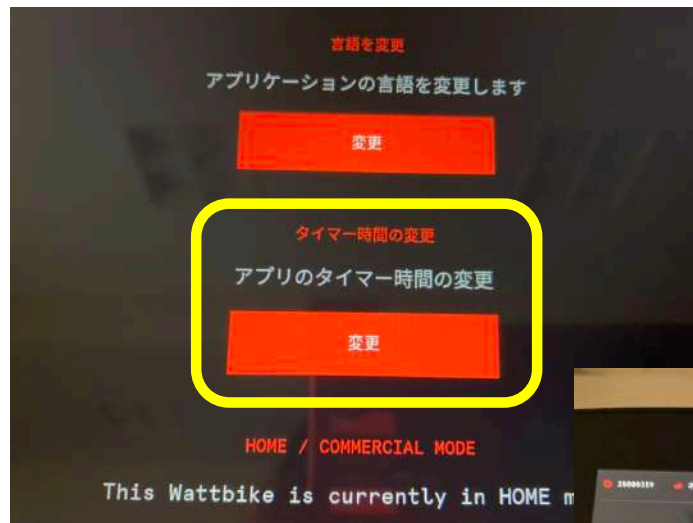 言語を変更
アプリケーションの言語を変更します
変更
タイマー時間の変更
アプリのタイマー時間の変更
変更
HOME / COMMERCIAL MODE
This Wattbike is currently in HOME